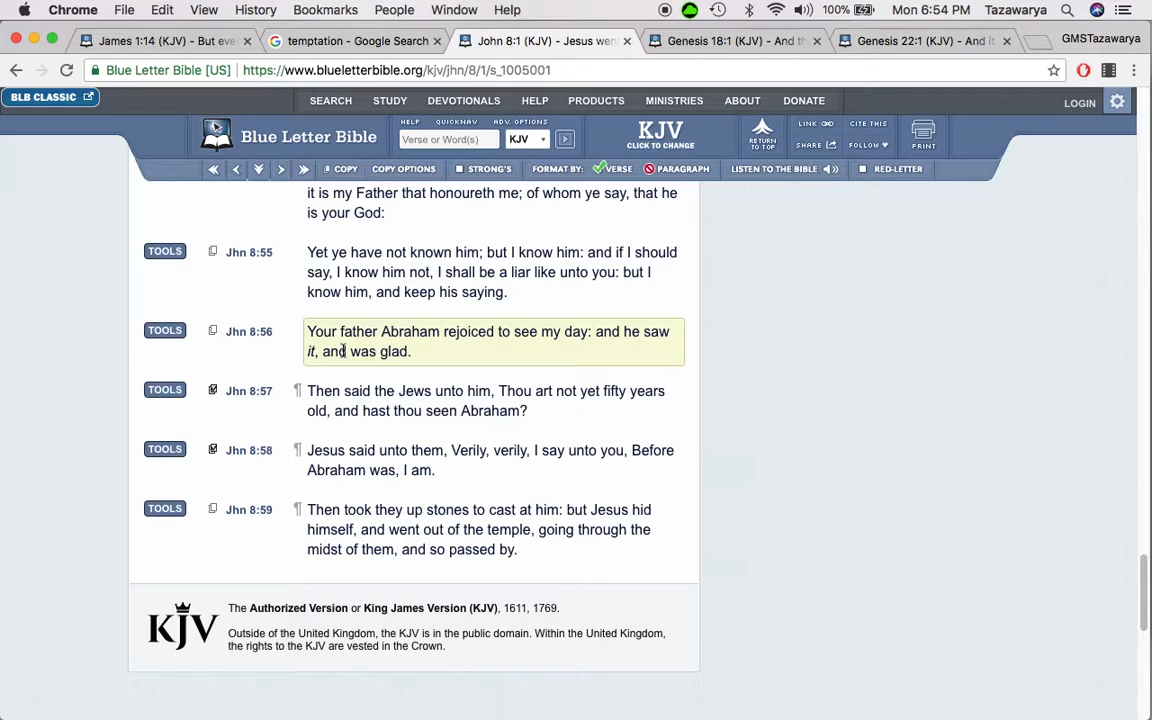 Chrome File Edit View History Bookmarks People Window Help 100% Mon 6:54 PM Tazawarya
James 1:14 (KJV) - But eve temptation - Google Search John 8:1 (KJV) - Jesus wen Genesis 18:1 (KJV) - And th Genesis 22:1 (KJV) - And it GMSTazawarya
Blue Letter Bible [US] https://www.blueletterbible.org/kjv/jhn/8/1/s_1005001
BLB CLASSIC SEARCH STUDY DEVOTIONALS HELP PRODUCTS MINISTRIES ABOUT DONATE LOGIN
HELP QUICKNAV ADV. OPTIONS
Blue Letter Bible Verse or Word(s) KJV
KJV
CLICK TO CHANGE
RETURN
TO TOP
LINK CITE THIS
SHARE FOLLOW
PRINT
COPY COPY OPTIONS STRONG'S FORMAT BY: VERSE PARAGRAPH LISTEN TO THE BIBLE RED-LETTER
it is my Father that honoureth me; of whom ye say, that he
is your God:
TOOLS Jhn 8:55 Yet ye have not known him; but I know him: and if I should
say, I know him not, I shall be a liar like unto you: but I
know him, and keep his saying.
TOOLS Jhn 8:56 Your father Abraham rejoiced to see my day: and he saw
it, and was glad.
TOOLS Jhn 8:57 ¶ Then said the Jews unto him, Thou art not yet fifty years
old, and hast thou seen Abraham?
TOOLS Jhn 8:58 ¶ Jesus said unto them, Verily, verily, I say unto you, Before
Abraham was, I am.
TOOLS Jhn 8:59 ¶ Then took they up stones to cast at him: but Jesus hid
himself, and went out of the temple, going through the
midst of them, and so passed by.
KJV
The Authorized Version or King James Version (KJV), 1611, 1769.
Outside of the United Kingdom, the KJV is in the public domain. Within the United Kingdom,
the rights to the KJV are vested in the Crown.